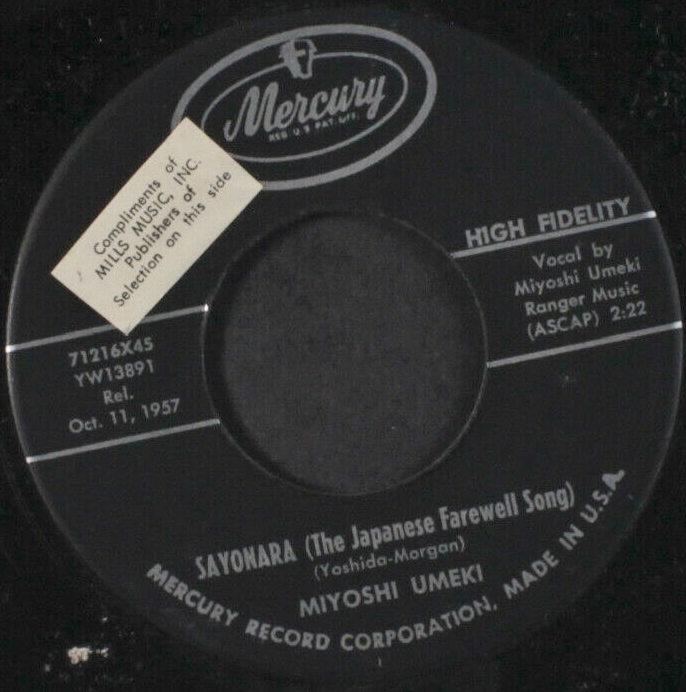 Mercury
REG. U.S. PAT. OFF.
Compliments of
MILLS MUSIC, INC.
Publishers of
Selection on this side
HIGH FIDELITY
Vocal by
Miyoshi Umeki
Ranger Music
(ASCAP) 2:22
71216X45
YW13891
Rel.
Oct. 11, 1957
SAYONARA (The Japanese Farewell Song)
(Yoshida-Morgan)
MIYOSHI UMEKI
MERCURY RECORD CORPORATION, MADE IN U.S.A.